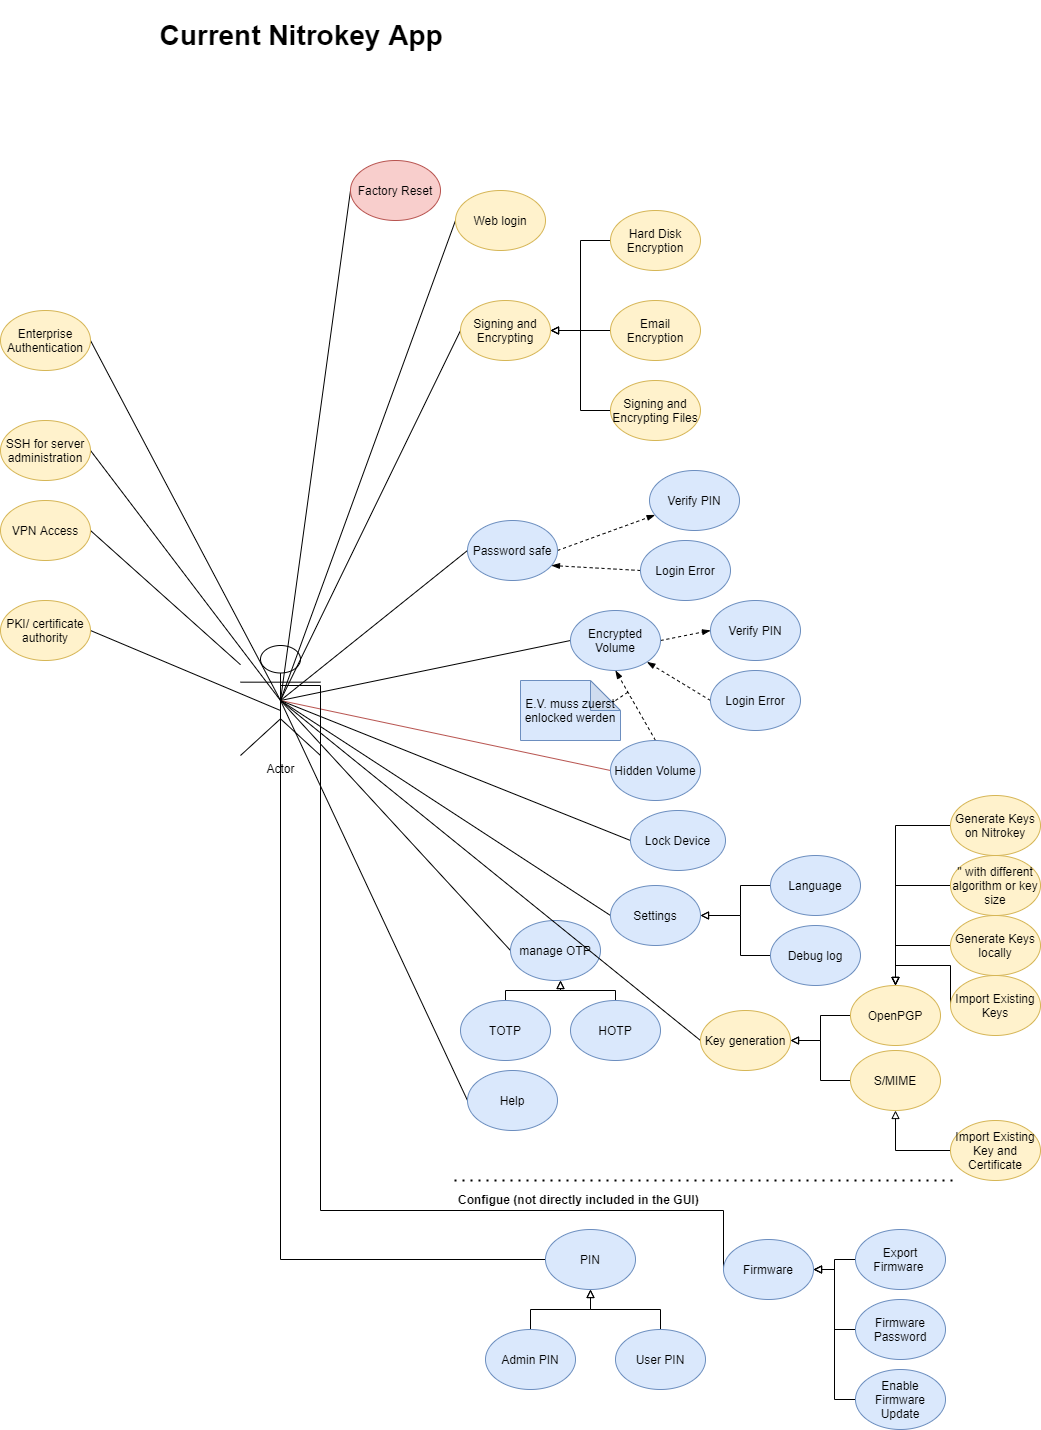 Current Nitrokey App
Factory Reset
Web login
Hard Disk
Encryption
Signing and
Encrypting
Email
Encryption
Enterprise
Authentication
Signing and
Encrypting Files
SSH for server
administration
VPN Access
Verify PIN
Password safe
Login Error
PKI/ certificate
authority
Encrypted
Volume
Verify PIN
E.V. muss zuerst
enlocked werden
Login Error
Actor
Hidden Volume
Lock Device
Generate Keys
on Nitrokey
" with different
algorithm or key
size
Language
Settings
Generate Keys
locally
manage OTP
Debug log
Import Existing
Keys
OpenPGP
TOTP
HOTP
Key generation
S/MIME
Help
Import Existing
Key and
Certificate
Configue (not directly included in the GUI)
PIN
Firmware
Export
Firmware
Firmware
Password
Admin PIN
User PIN
Enable
Firmware
Update